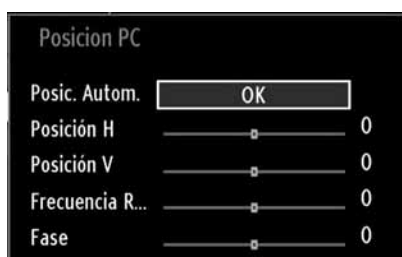 Posicion PC
Posic. Autom. OK
Posición H 0
Posición V 0
Frecuencia R... 0
Fase 0